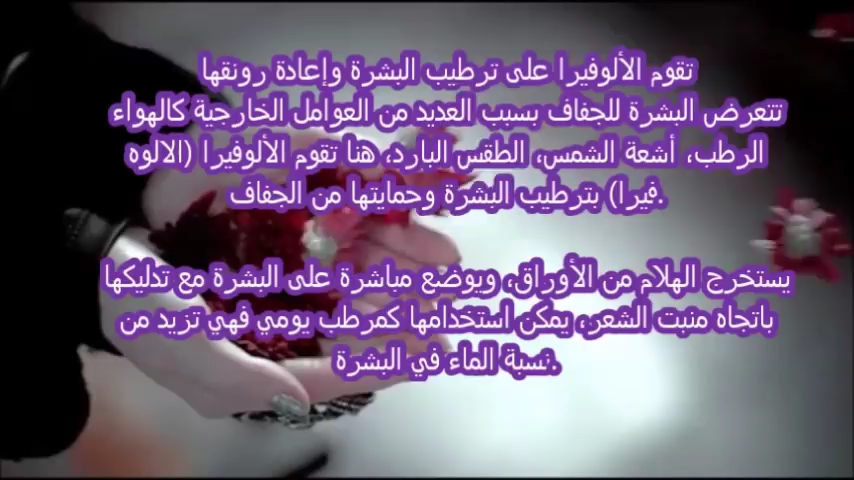 تقوم الألوفيرا على ترطيب البشرة وإعادة رونقها
تتعرض البشرة للجفاف بسبب العديد من العوامل الخارجية كالهواء
الرطب، أشعة الشمس، الطقس البارد، هنا تقوم الألوفيرا (الالوه
فيرا) بترطيب البشرة وحمايتها من الجفاف.
يستخرج الهلام من الأوراق، ويوضع مباشرة على البشرة مع تدليكها
باتجاه منبت الشعر، يمكن استخدامها كمرطب يومي فهي تزيد من
نسبة الماء في البشرة.